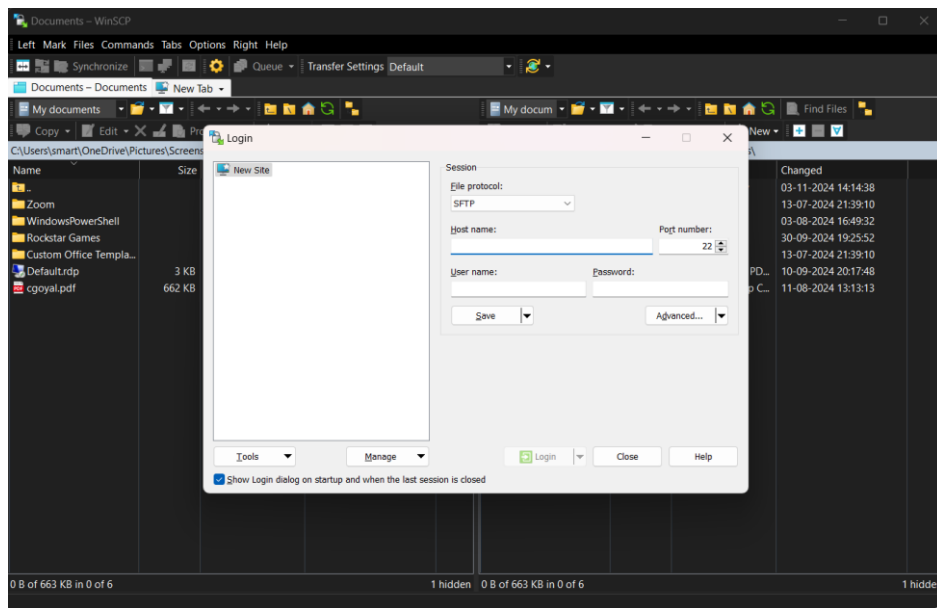 Documents – WinSCP
Left Mark Files Commands Tabs Options Right Help
Synchronize Queue Transfer Settings Default
Documents – Documents New Tab
My documents My docum Find Files
Copy Edit New
C:\Users\smart\OneDrive\Pictures\Screens
Name Size Changed
.. 03-11-2024 14:14:38
Zoom 13-07-2024 21:39:10
WindowsPowerShell 03-08-2024 16:49:32
Rockstar Games 30-09-2024 19:25:52
Custom Office Templa... 13-07-2024 21:39:10
Default.rdp 3 KB PD... 10-09-2024 20:17:48
cgoyal.pdf 662 KB p C... 11-08-2024 13:13:13
Login
New Site
Session
File protocol:
SFTP
Host name: Port number:
22
User name: Password:
Save Advanced...
Tools Manage Login Close Help
Show Login dialog on startup and when the last session is closed
0 B of 663 KB in 0 of 6 1 hidden 0 B of 663 KB in 0 of 6 1 hidde